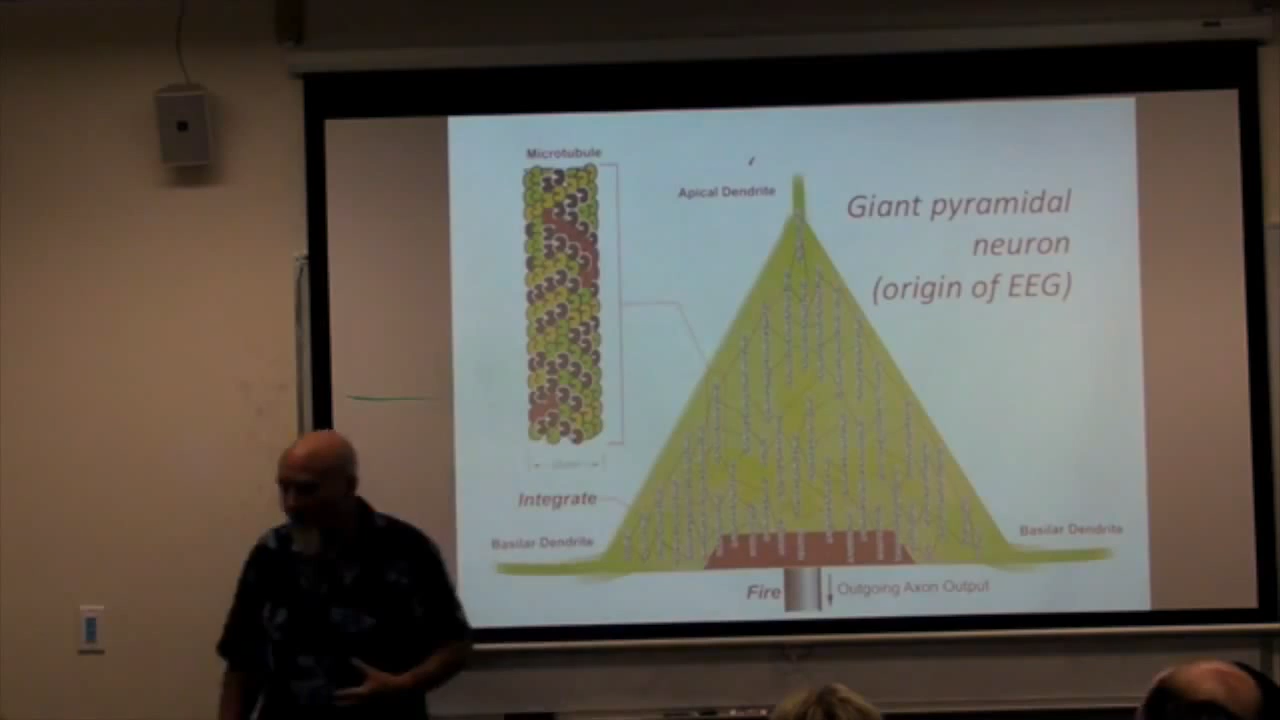 Microtubule
Apical Dendrite
Giant pyramidal
neuron
(origin of EEG)
Integrate
Basilar Dendrite
Basilar Dendrite
Fire
Outgoing Axon Output